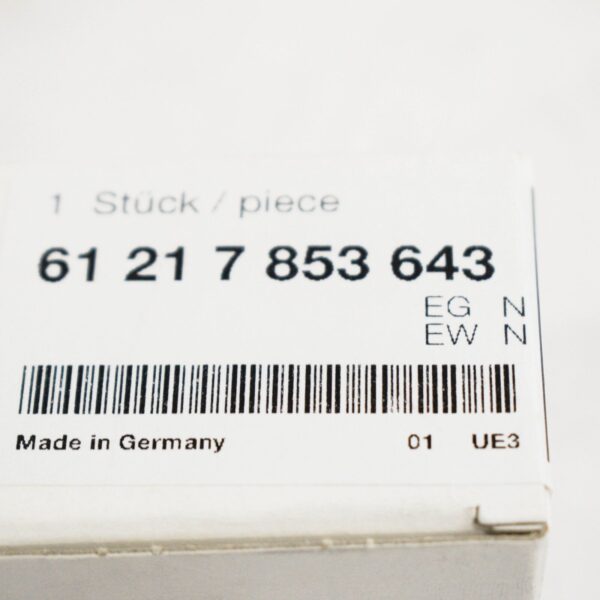 1 Stück / piece
61 21 7 853 643
EG N
EW N
Made in Germany 01 UE3